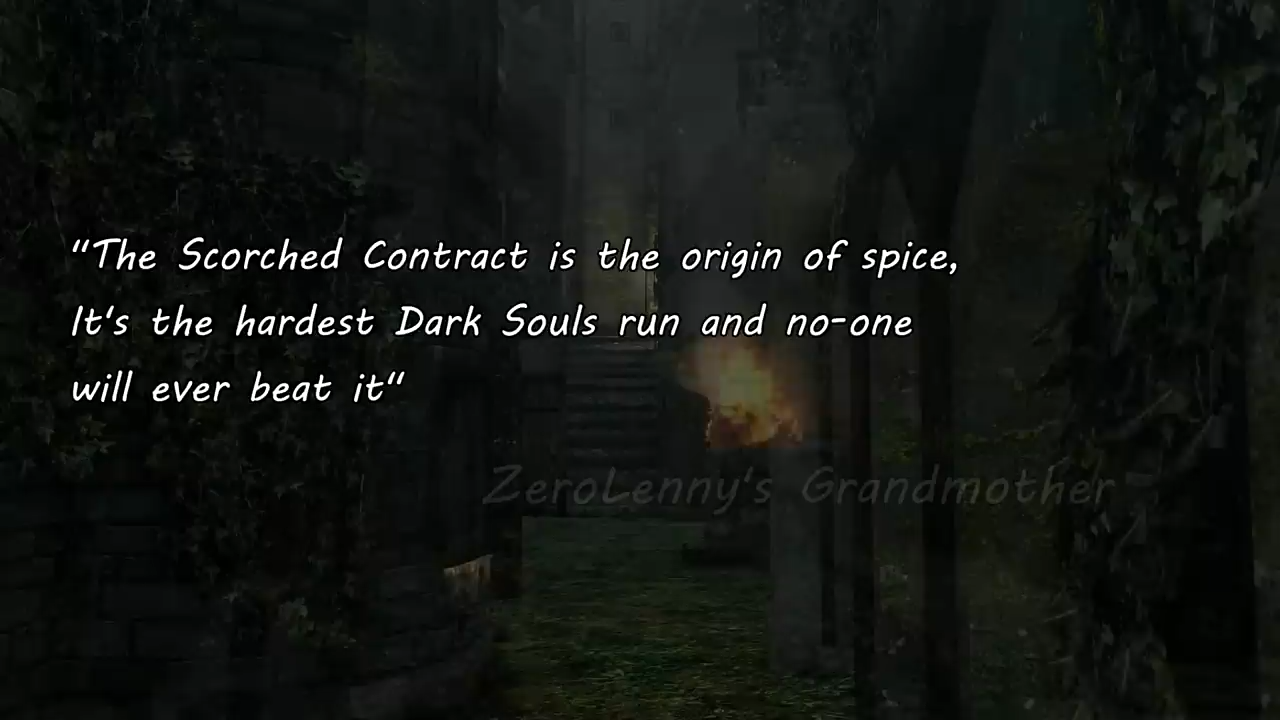 "The Scorched Contract is the origin of spice,
It's the hardest Dark Souls run and no-one
will ever beat it"
ZeroLenny's Grandmother